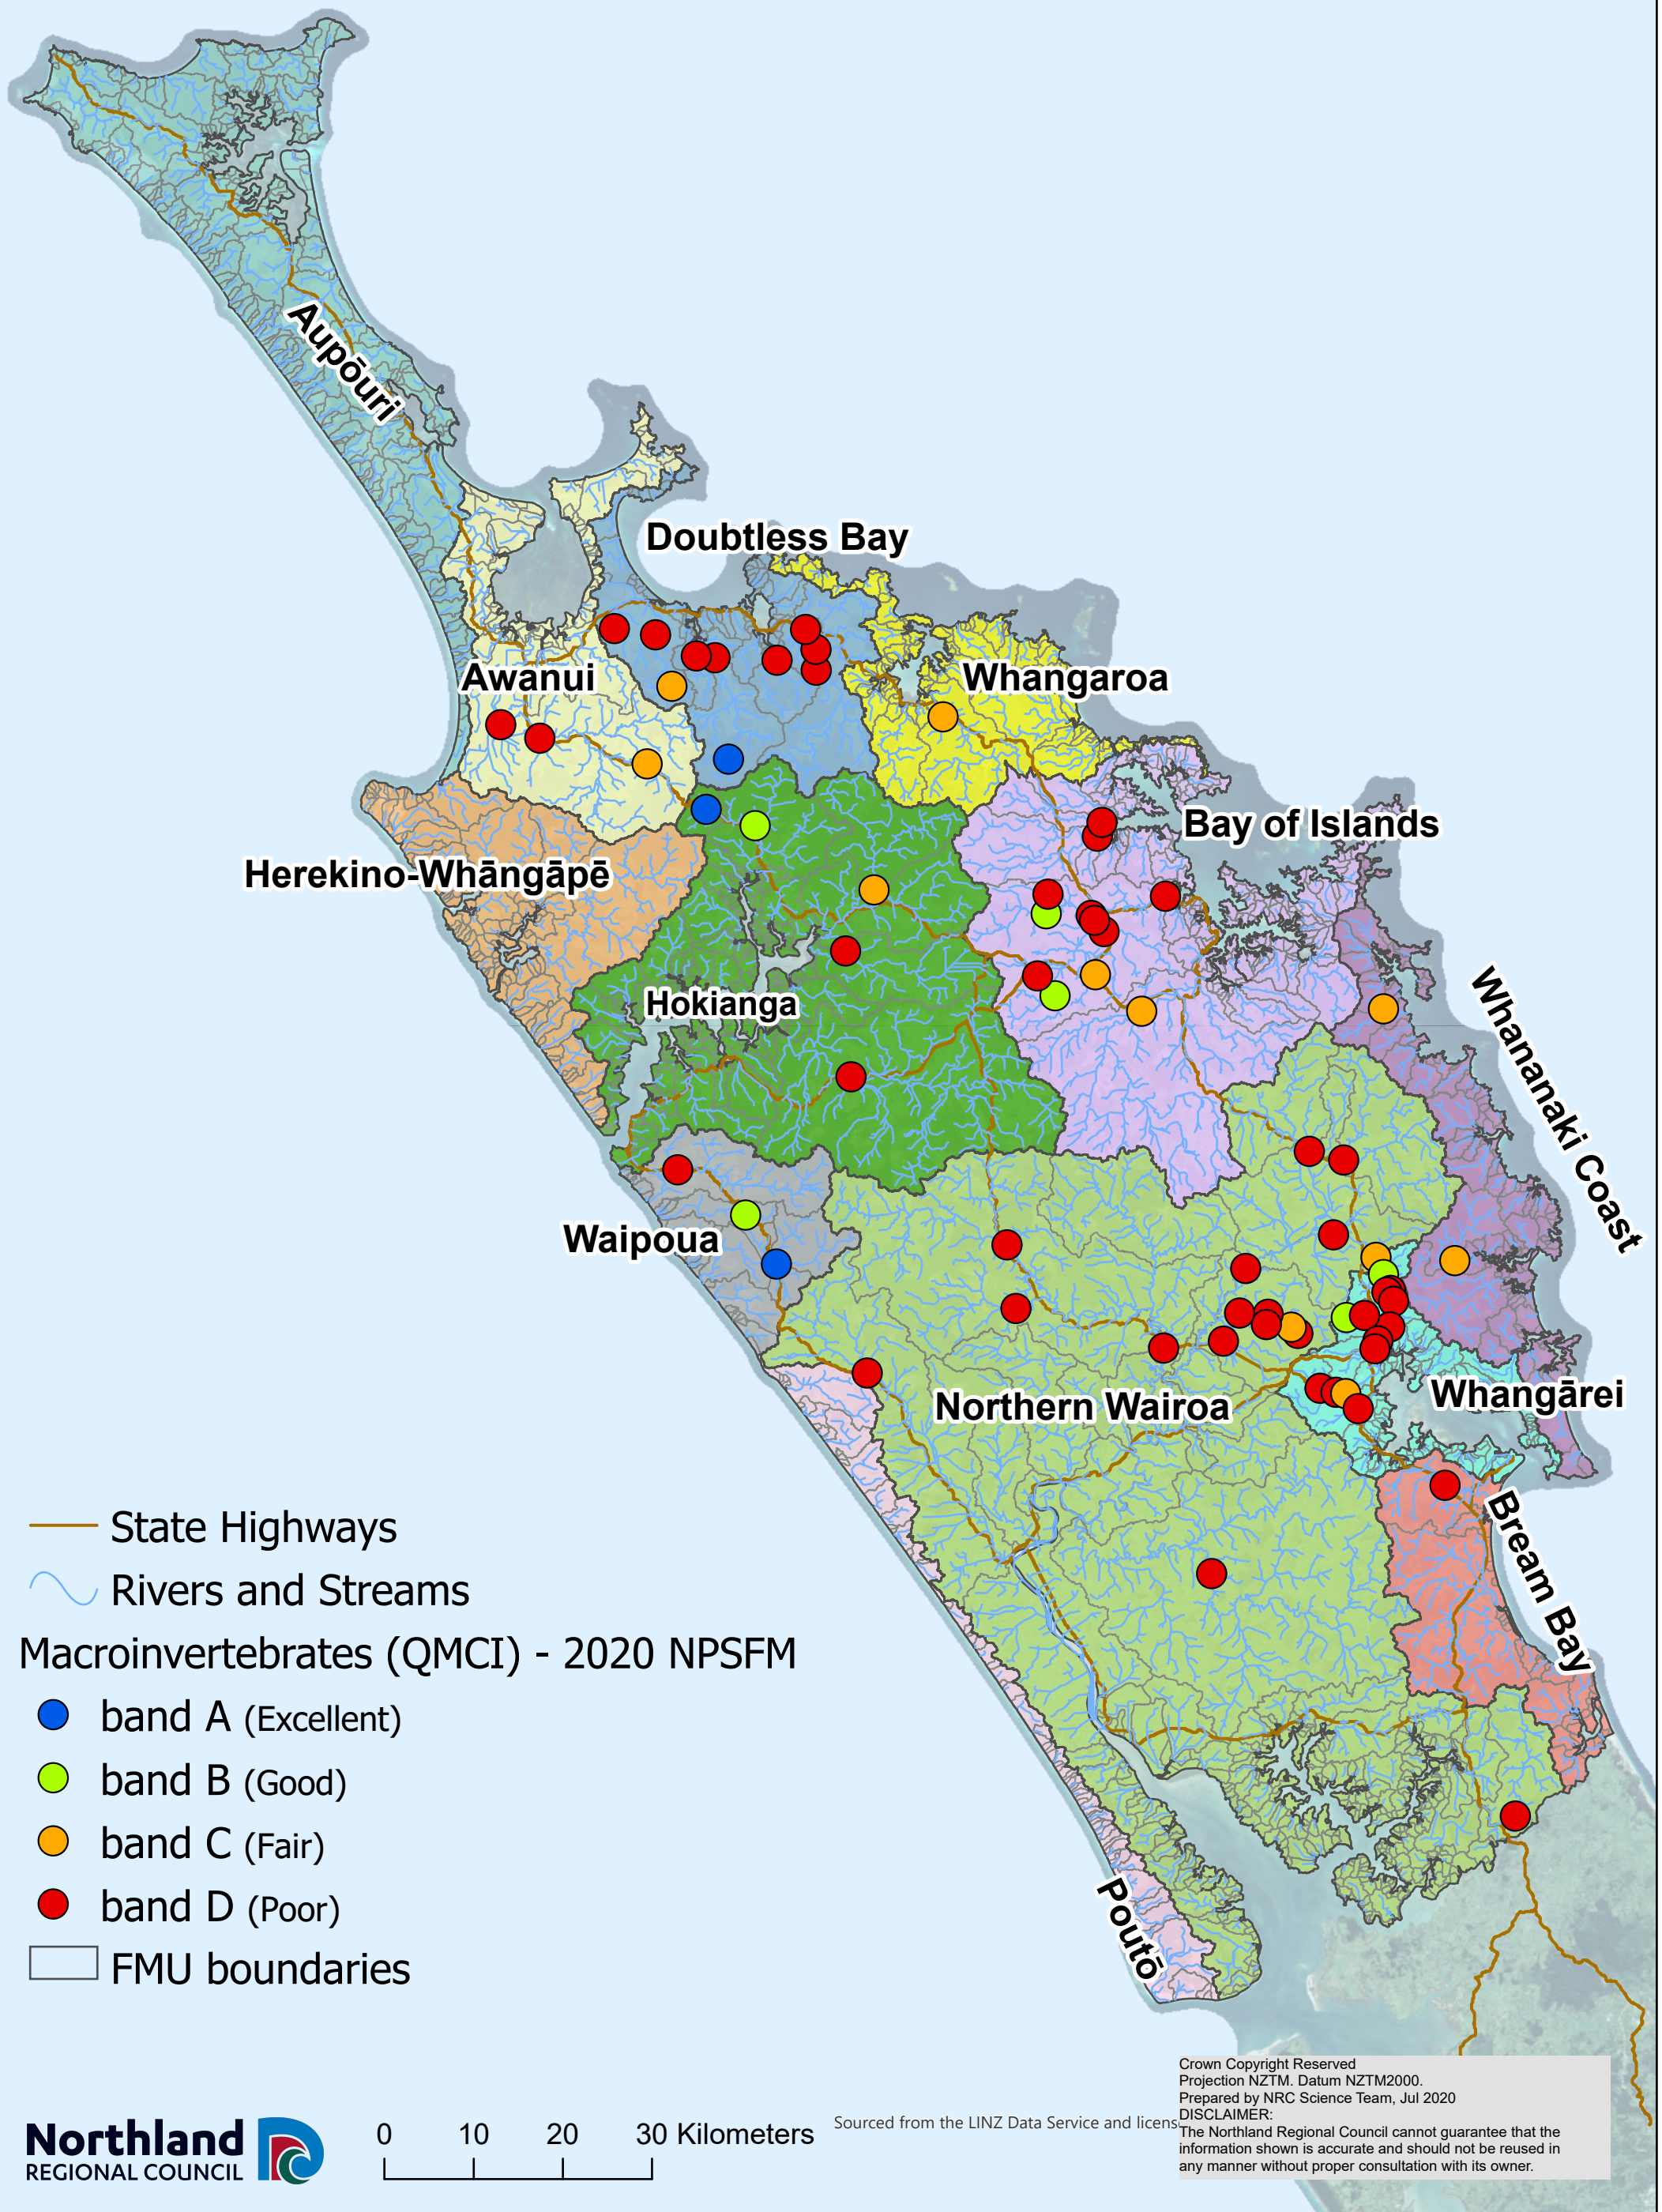 Aupōuri
Doubtless Bay
Awanui
Whangaroa
Bay of Islands
Herekino-Whāngāpē
Hokianga
Whananaki Coast
Waipoua
Northern Wairoa
Whangārei
Bream Bay
Poutō
State Highways
Rivers and Streams
Macroinvertebrates (QMCI) - 2020 NPSFM
band A (Excellent)
band B (Good)
band C (Fair)
band D (Poor)
FMU boundaries
Northland
REGIONAL COUNCIL
0 10 20 30 Kilometers
Sourced from the LINZ Data Service and licens
Crown Copyright Reserved
Projection NZTM. Datum NZTM2000.
Prepared by NRC Science Team, Jul 2020
DISCLAIMER:
The Northland Regional Council cannot guarantee that the
information shown is accurate and should not be reused in
any manner without proper consultation with its owner.